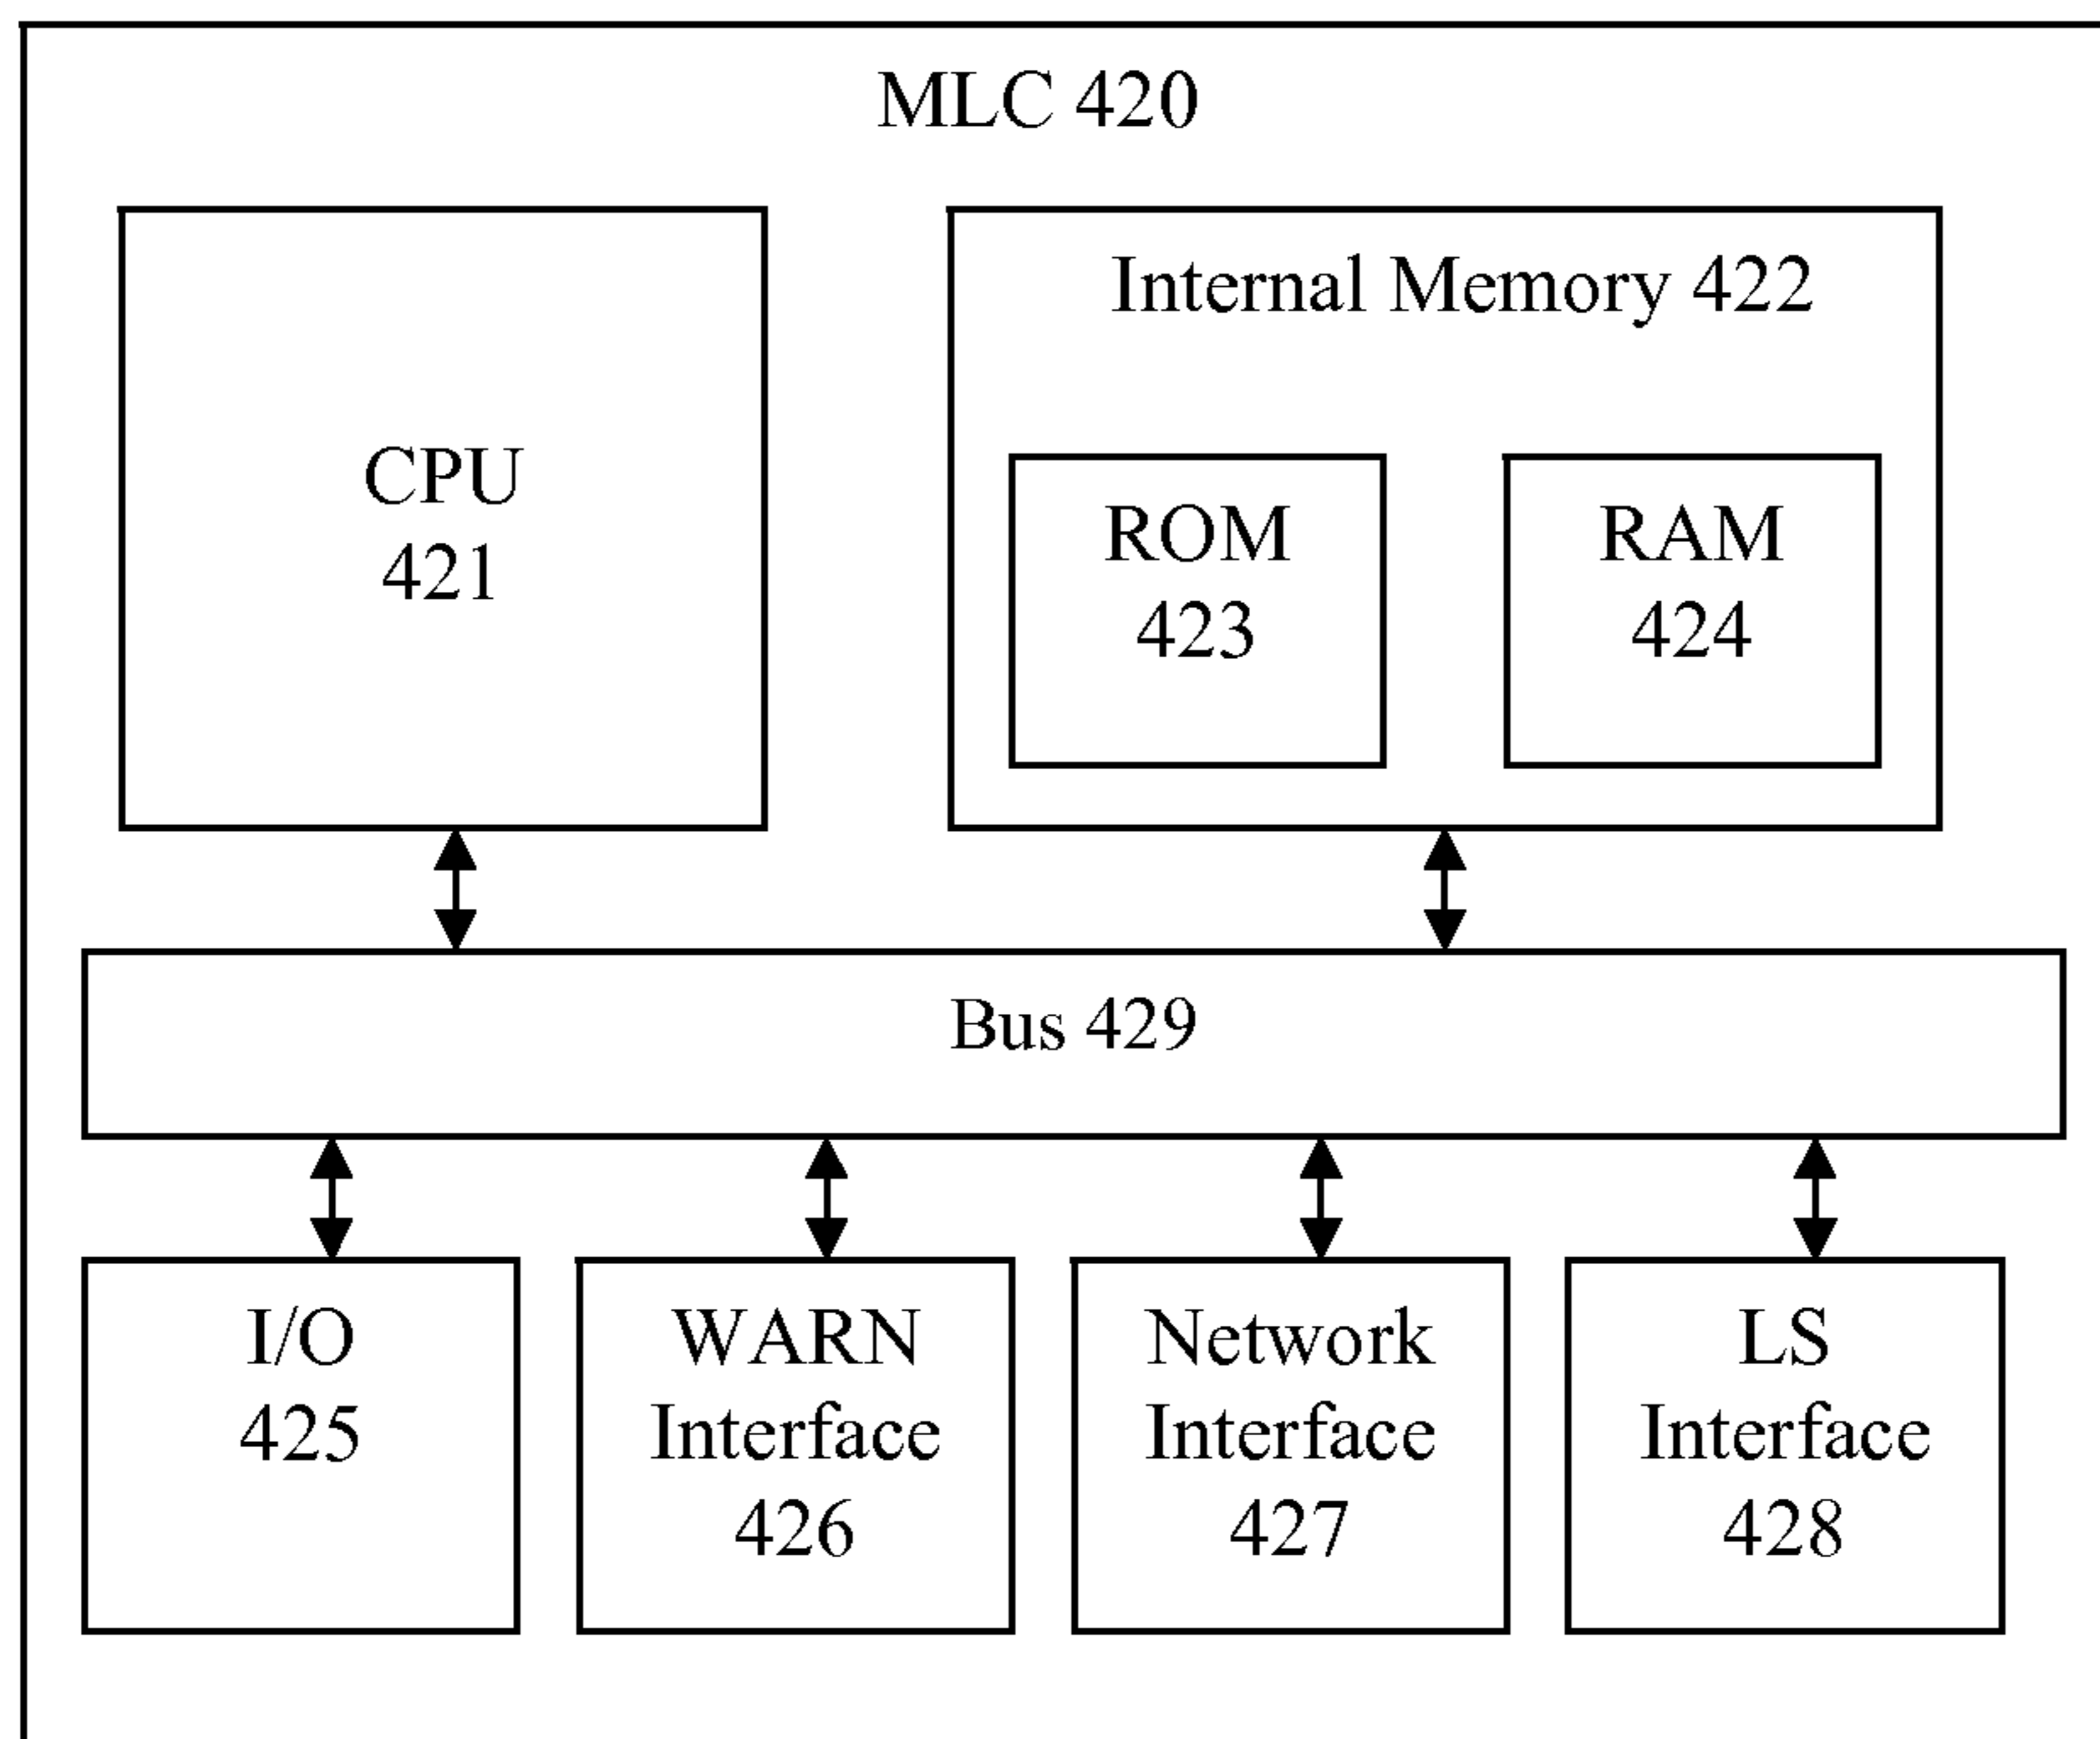 MLC 420
CPU
421
Internal Memory 422
ROM
423
RAM
424
Bus 429
I/O
425
WARN
Interface
426
Network
Interface
427
LS
Interface
428